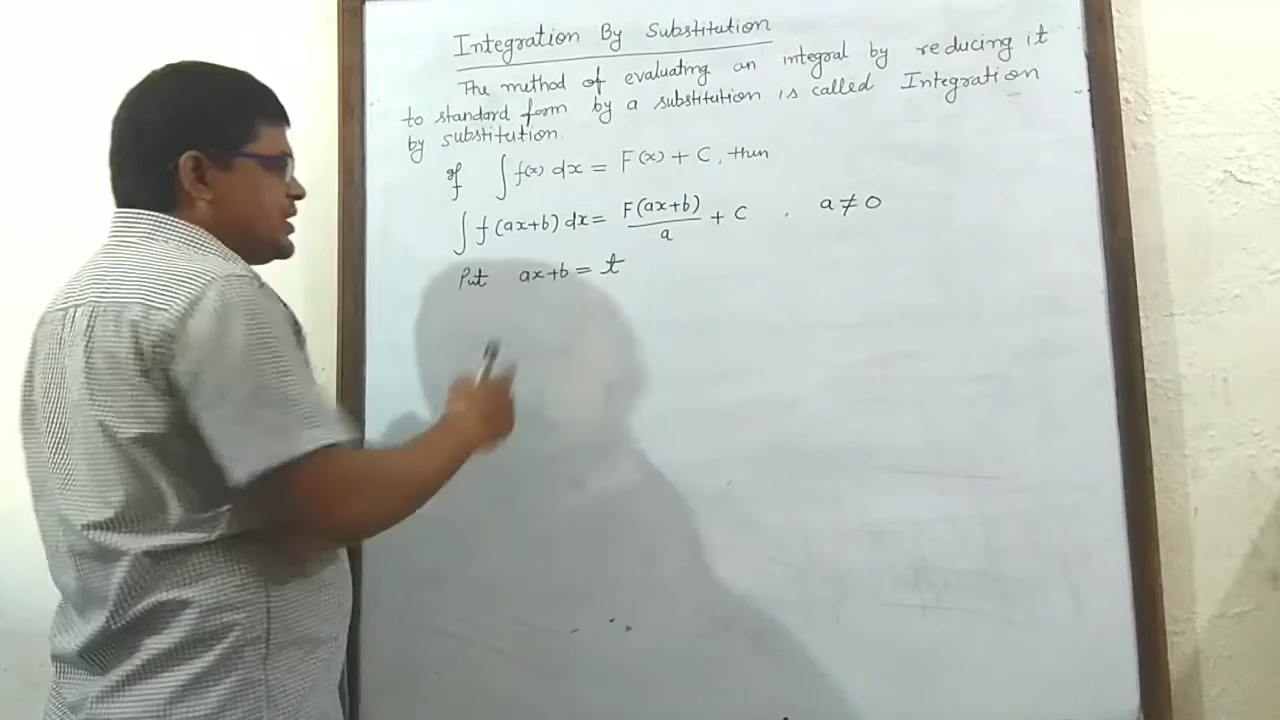 Integration By Substitution
The method of evaluating an integral by reducing it
to standard form by a substitution is called Integration
by substitution.
If ∫ f(x) dx = F(x) + C, then
∫ f(ax+b) dx = F(ax+b)/a + C , a ≠ 0
Put ax+b = t